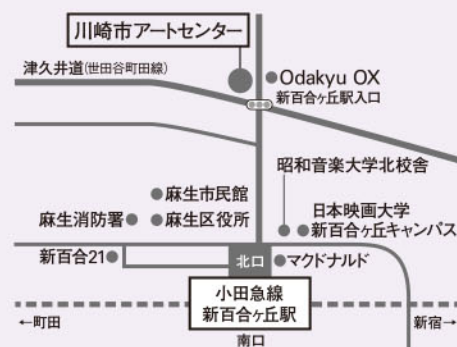 川崎市アートセンター
津久井道(世田谷町田線)
Odakyu OX
新百合ヶ丘駅入口
昭和音楽大学北校舎
麻生市民館
麻生消防署
麻生区役所
日本映画大学
新百合ヶ丘キャンパス
新百合21
北口
マクドナルド
小田急線
新百合ヶ丘駅
←町田
新宿→
南口